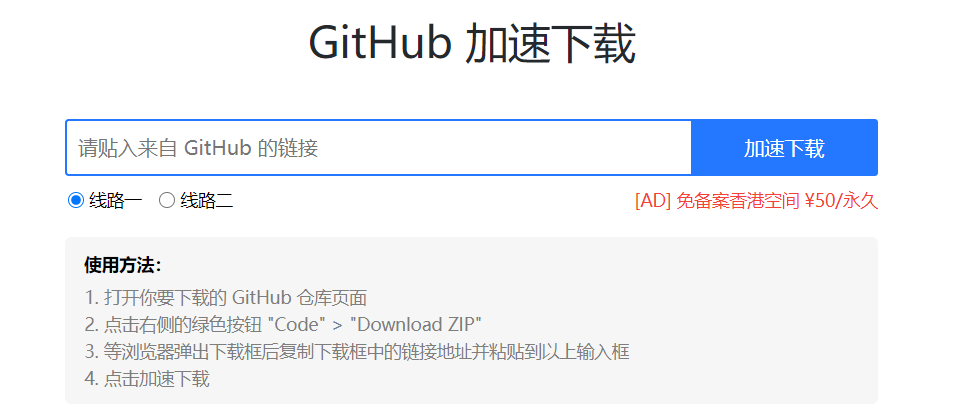 GitHub 加速下载
请贴入来自 GitHub 的链接
加速下载
线路一 线路二
[AD] 免备案香港空间 ¥50/永久
使用方法：
1. 打开你要下载的 GitHub 仓库页面
2. 点击右侧的绿色按钮 "Code" > "Download ZIP"
3. 等浏览器弹出下载框后复制下载框中的链接地址并粘贴到以上输入框
4. 点击加速下载